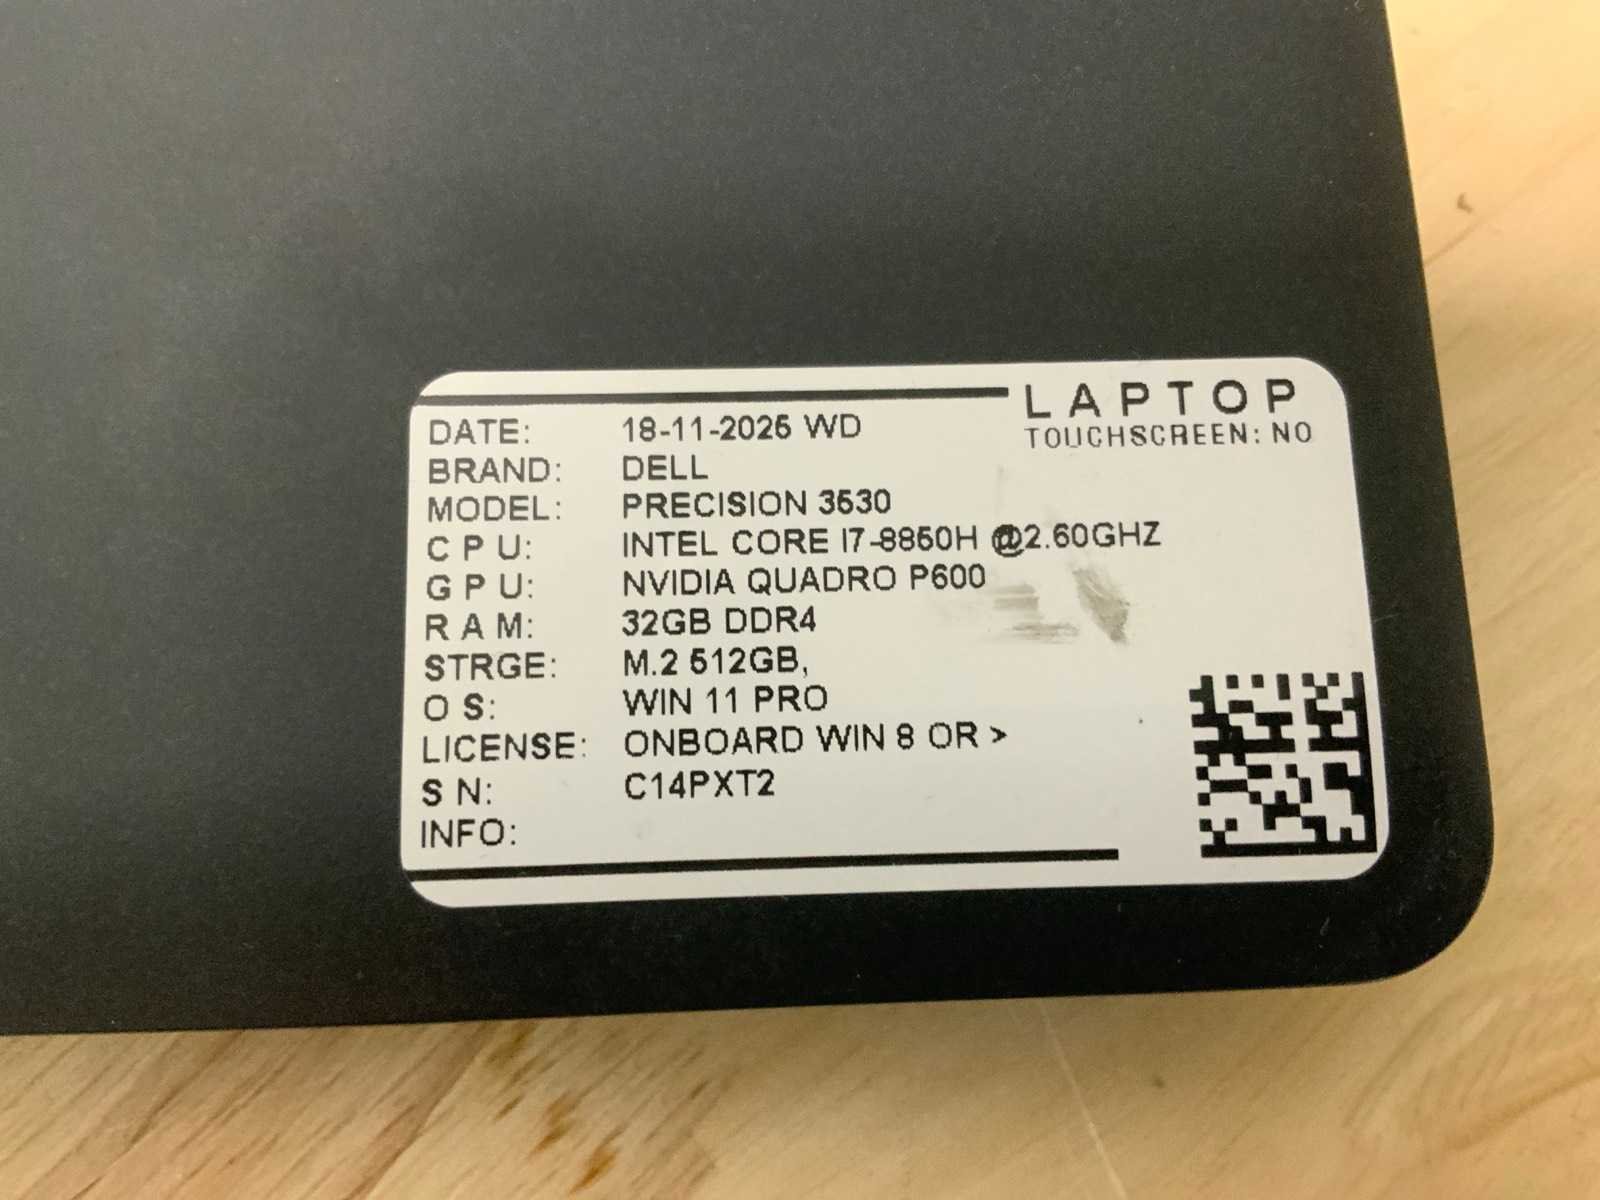 LAPTOP
TOUCHSCREEN: NO
DATE: 18-11-2025 WD
BRAND: DELL
MODEL: PRECISION 3530
C P U: INTEL CORE I7-8850H @2.60GHZ
G P U: NVIDIA QUADRO P600
R A M: 32GB DDR4
STRGE: M.2 512GB,
O S: WIN 11 PRO
LICENSE: ONBOARD WIN 8 OR >
S N: C14PXT2
INFO: